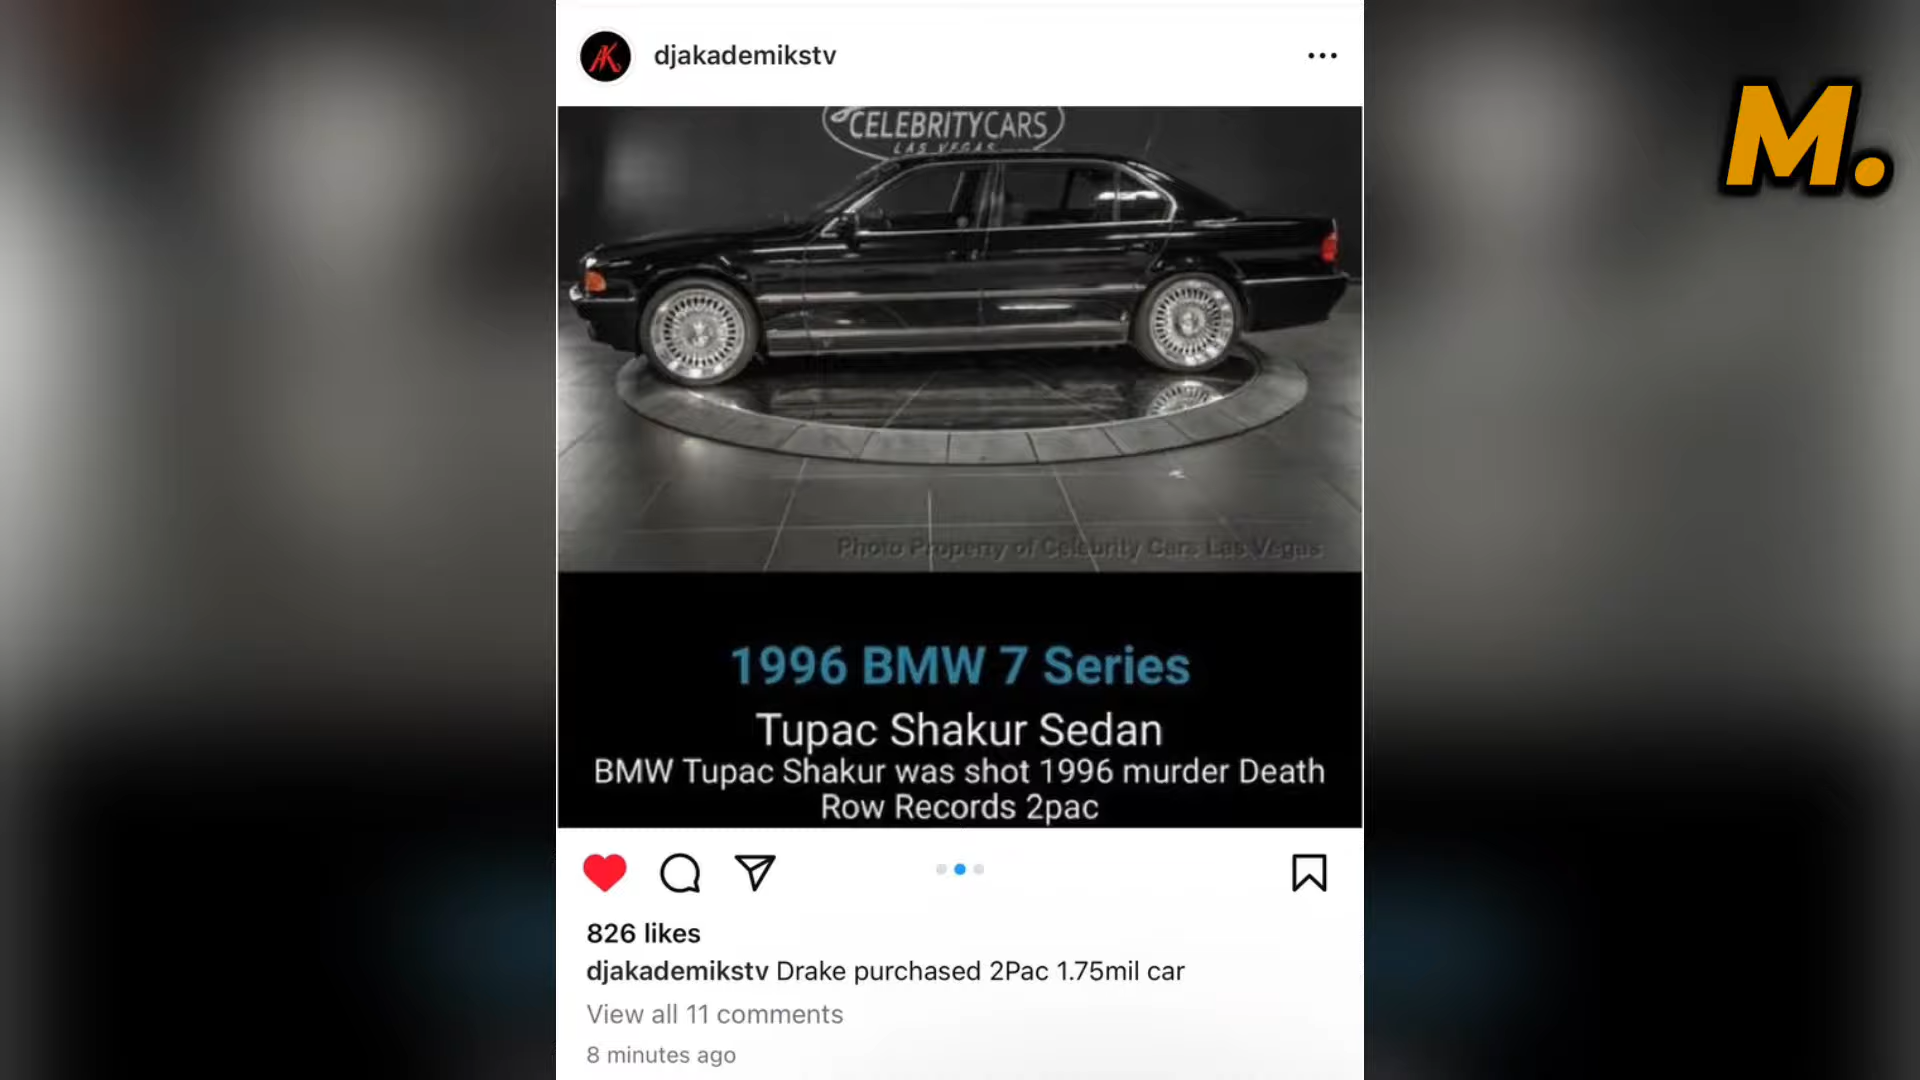 djakademikstv
M.
CELEBRITYCARS
LAS VEGAS
Photo Property of Celebrity Cars Las Vegas
1996 BMW 7 Series
Tupac Shakur Sedan
BMW Tupac Shakur was shot 1996 murder Death
Row Records 2pac
826 likes
djakademikstv Drake purchased 2Pac 1.75mil car
View all 11 comments
8 minutes ago